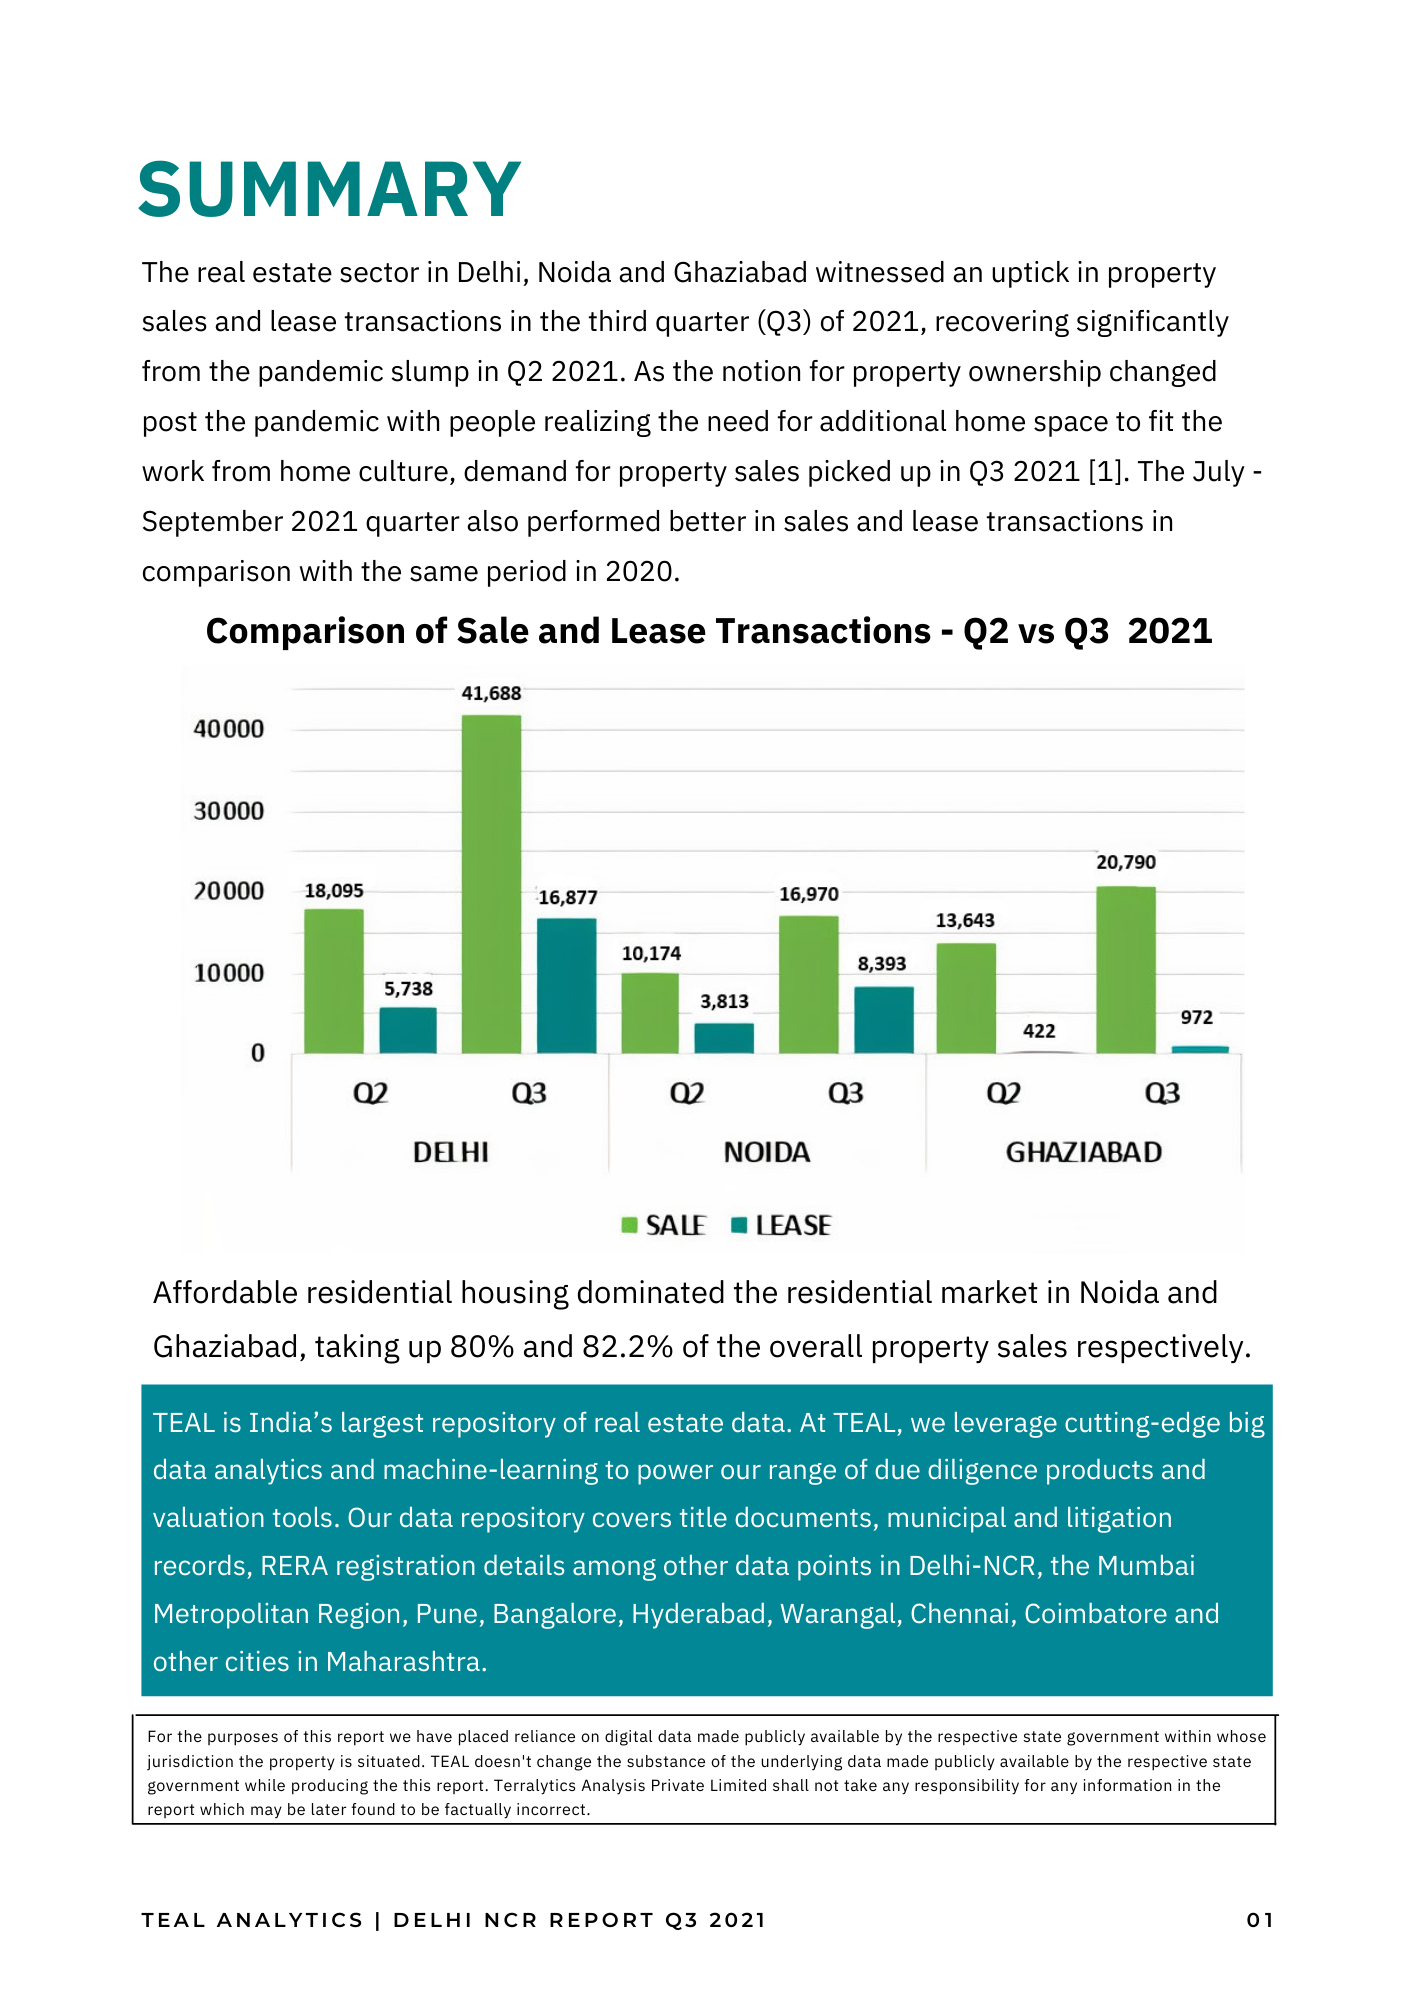 SUMMARY
The real estate sector in Delhi, Noida and Ghaziabad witnessed an uptick in property
sales and lease transactions in the third quarter (Q3) of 2021, recovering significantly
from the pandemic slump in Q2 2021. As the notion for property ownership changed
post the pandemic with people realizing the need for additional home space to fit the
work from home culture, demand for property sales picked up in Q3 2021 [1]. The July -
September 2021 quarter also performed better in sales and lease transactions in
comparison with the same period in 2020.
Comparison of Sale and Lease Transactions - Q2 vs Q3 2021
41,688
40000
30000
20,790
20000
18,095
16,877
16,970
13,643
10,174
8,393
10000
5,738
3,813
422
972
0
Q2 Q3 Q2 Q3 Q2 Q3
DELHI NOIDA GHAZIABAD
SALE LEASE
Affordable residential housing dominated the residential market in Noida and
Ghaziabad, taking up 80% and 82.2% of the overall property sales respectively.
TEAL is India’s largest repository of real estate data. At TEAL, we leverage cutting-edge big
data analytics and machine-learning to power our range of due diligence products and
valuation tools. Our data repository covers title documents, municipal and litigation
records, RERA registration details among other data points in Delhi-NCR, the Mumbai
Metropolitan Region, Pune, Bangalore, Hyderabad, Warangal, Chennai, Coimbatore and
other cities in Maharashtra.
For the purposes of this report we have placed reliance on digital data made publicly available by the respective state government within whose
jurisdiction the property is situated. TEAL doesn't change the substance of the underlying data made publicly available by the respective state
government while producing the this report. Terralytics Analysis Private Limited shall not take any responsibility for any information in the
report which may be later found to be factually incorrect.
TEAL ANALYTICS | DELHI NCR REPORT Q3 2021 01